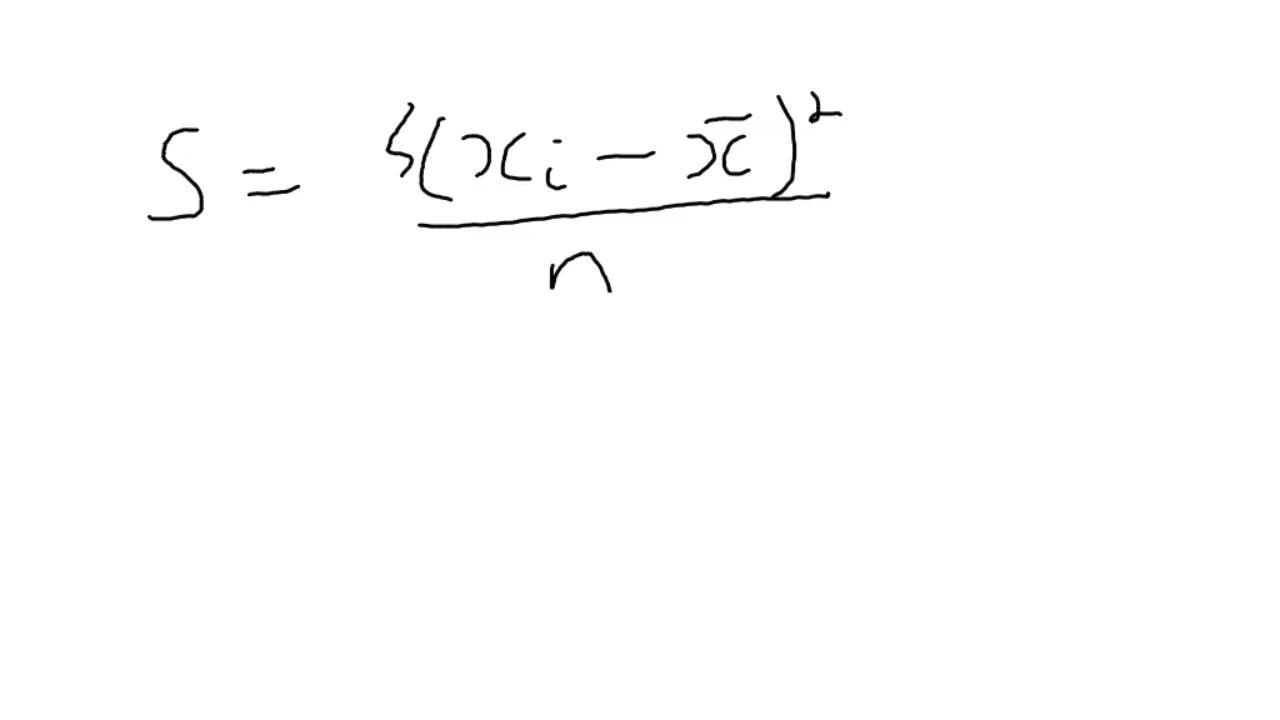 S = Σ(xi − x̄)² / n